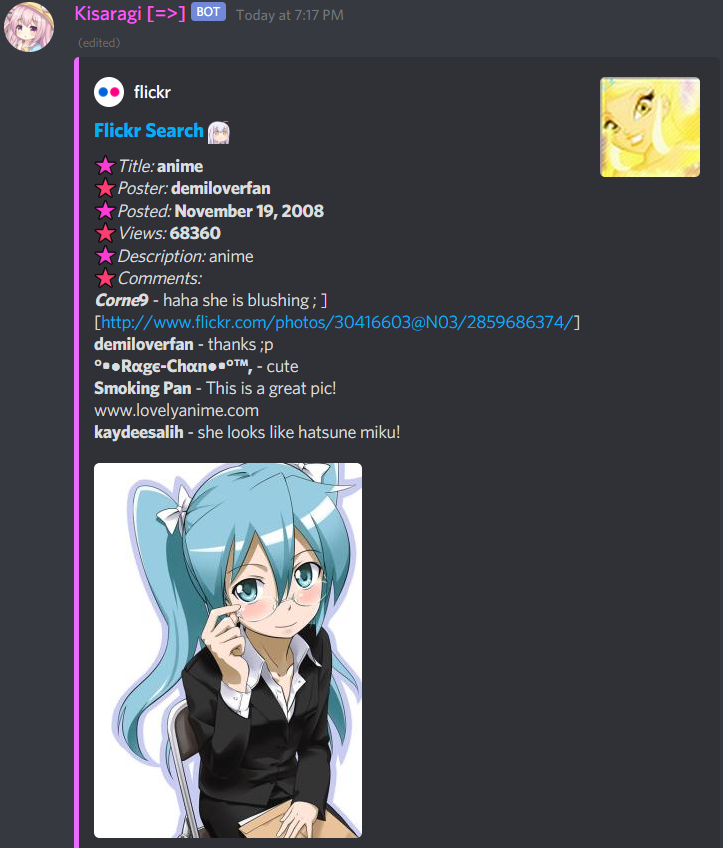 Kisaragi [=>] BOT Today at 7:17 PM
(edited)
flickr
Flickr Search
Title: anime
Poster: demiloverfan
Posted: November 19, 2008
Views: 68360
Description: anime
Comments:
Corne9 - haha she is blushing ; ]
[http://www.flickr.com/photos/30416603@N03/2859686374/]
demiloverfan - thanks ;p
º•●Rαgє-Chαn●•º™, - cute
Smoking Pan - This is a great pic!
www.lovelyanime.com
kaydeesalih - she looks like hatsune miku!